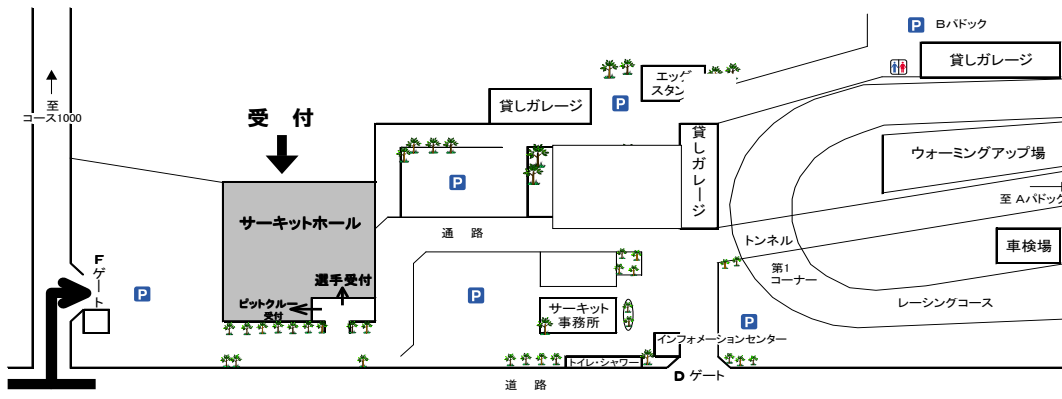 P Bパドック
貸しガレージ
エッグ
スタン
P
貸しガレージ
至
コース1000
受 付
貸しガレージ
ウォーミングアップ場
P
至 Aパドック
サーキットホール
通 路
トンネル
車検場
Fゲート
第1
コーナー
選手受付
P
P
ピットクルー
受付
レーシングコース
サーキット
事務所
P
インフォメーションセンター
トイレ・シャワー
D ゲート
道 路